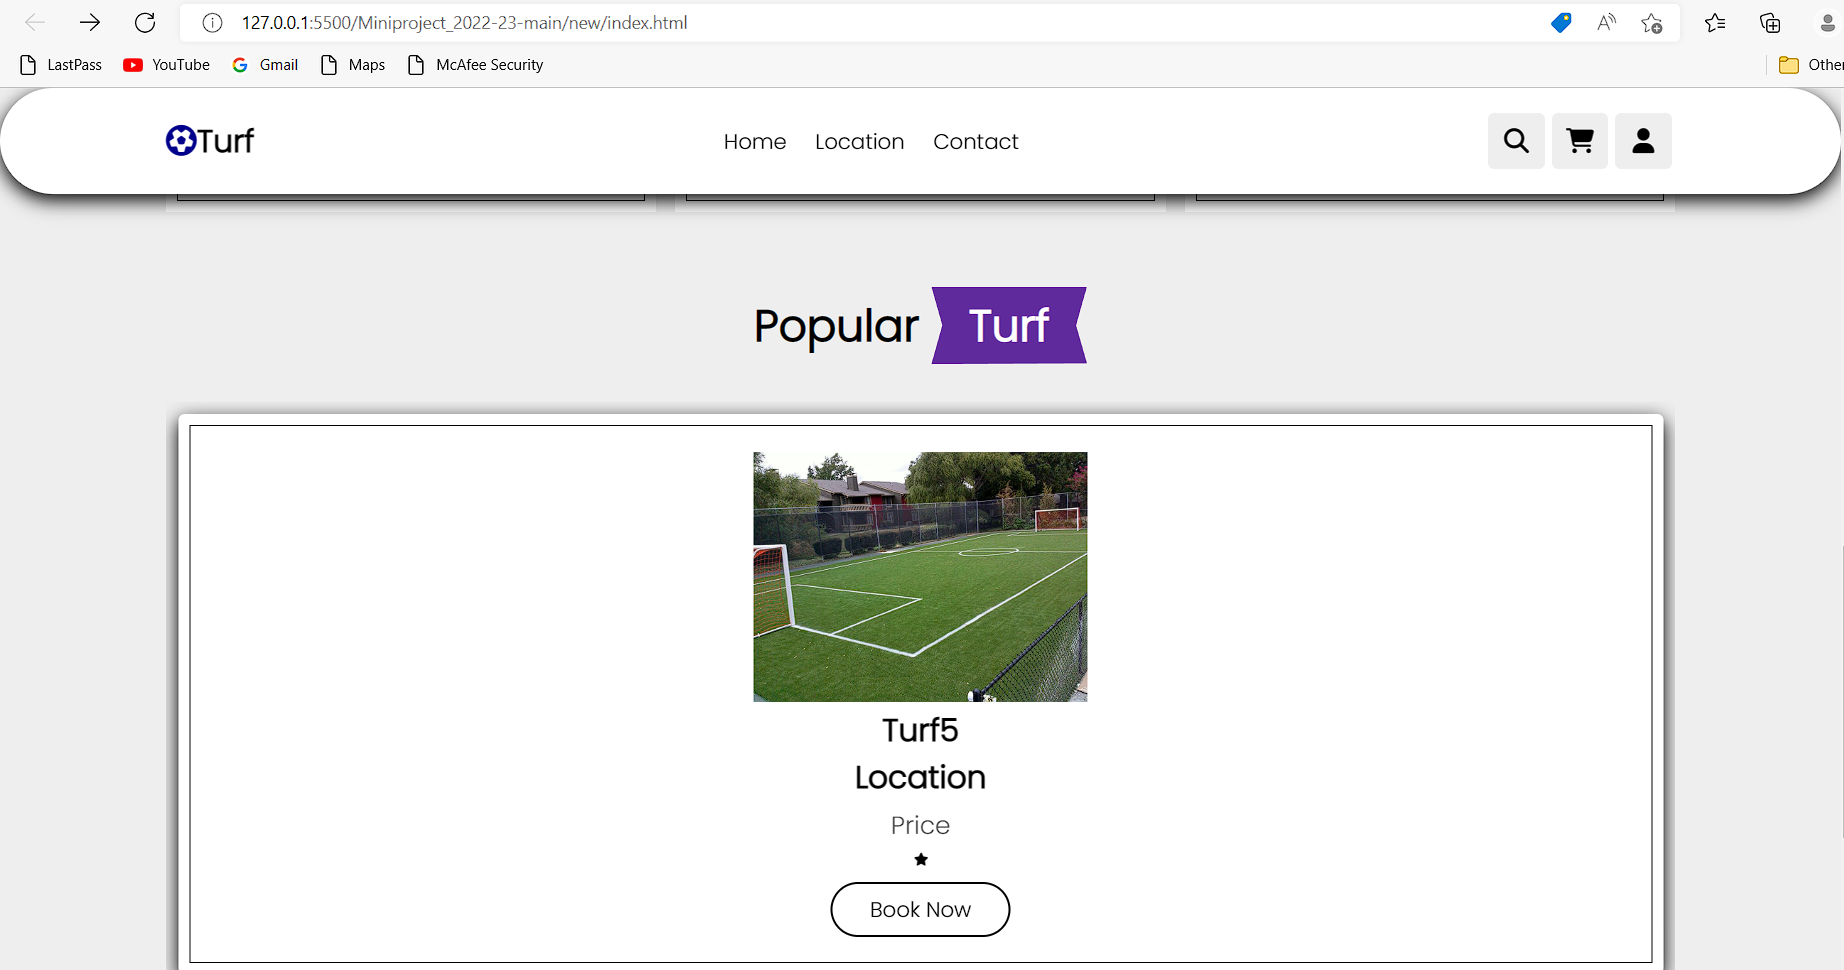 127.0.0.1:5500/Miniproject_2022-23-main/new/index.html
LastPass YouTube Gmail Maps McAfee Security
Turf Home Location Contact
Popular Turf
Turf5
Location
Price
Book Now